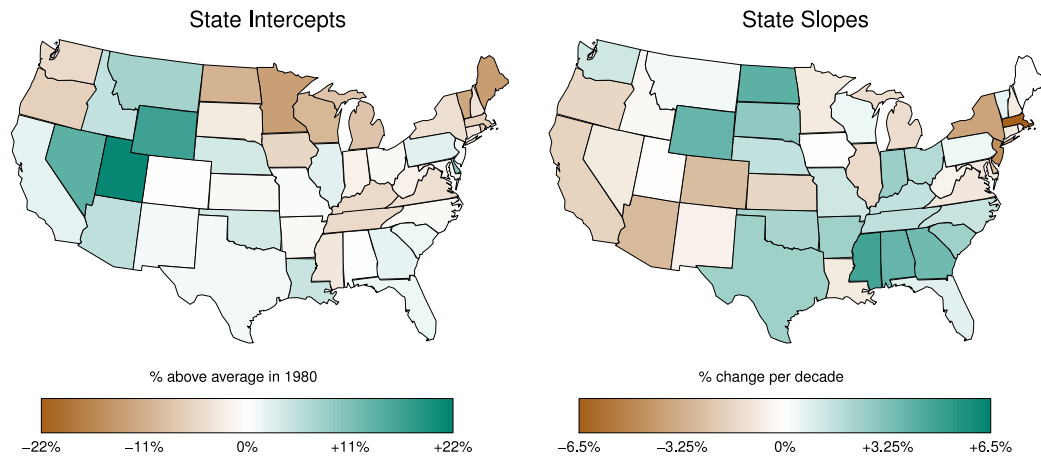 State Intercepts
State Slopes
% above average in 1980
−22%
−11%
0%
+11%
+22%
% change per decade
−6.5%
−3.25%
0%
+3.25%
+6.5%